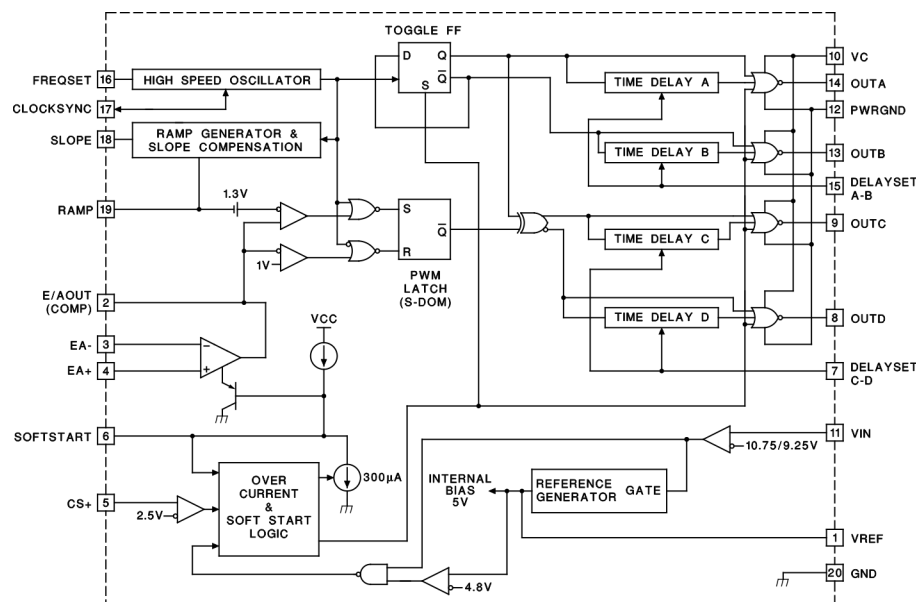 TOGGLE FF
D
Q
Q
S
FREQSET 16
HIGH SPEED OSCILLATOR
CLOCKSYNC 17
SLOPE 18
RAMP GENERATOR &
SLOPE COMPENSATION
RAMP 19
1.3V
1V
S
R
Q
PWM
LATCH
(S-DOM)
E/AOUT
(COMP)
2
EA- 3
EA+ 4
−
+
VCC
SOFTSTART 6
300µA
CS+ 5
2.5V
OVER
CURRENT
&
SOFT START
LOGIC
TIME DELAY A
TIME DELAY B
TIME DELAY C
TIME DELAY D
10 VC
14 OUTA
12 PWRGND
13 OUTB
15 DELAYSET
A-B
9 OUTC
8 OUTD
7 DELAYSET
C-D
11 VIN
10.75/9.25V
INTERNAL
BIAS
5V
REFERENCE
GENERATOR
GATE
4.8V
1 VREF
20 GND